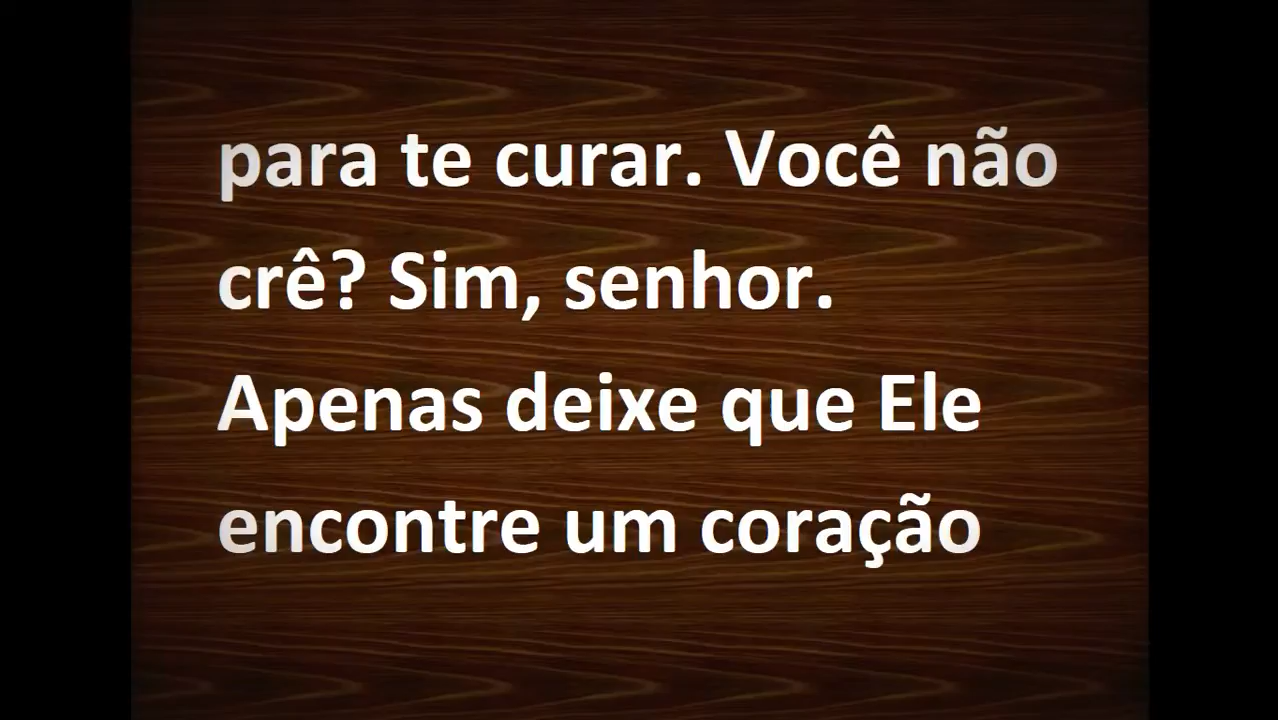 para te curar. Você não
crê? Sim, senhor.
Apenas deixe que Ele
encontre um coração